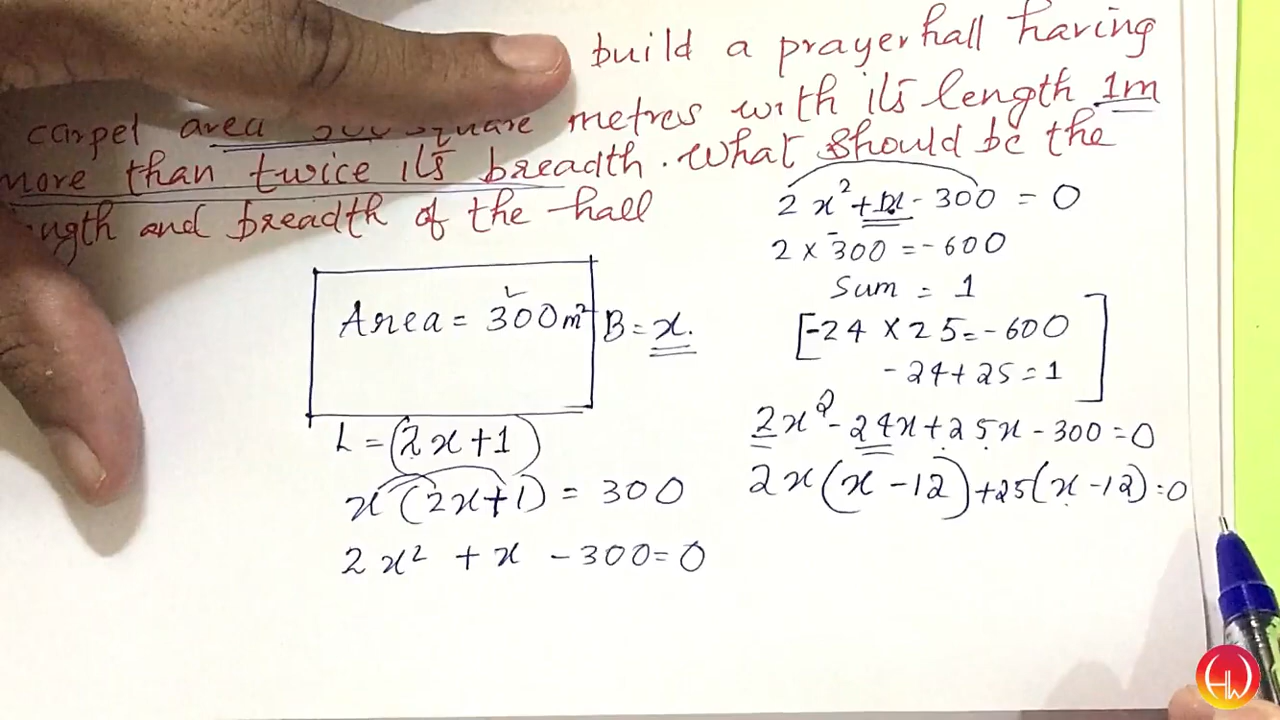 build a prayer hall having
carpet area square metres with its length 1m
more than twice its breadth. What should be the
and breadth of the hall
Area = 300m²
B = x.
L = (2x+1)
x (2x+1) = 300
2x² + x - 300 = 0
2x² + 1x - 300 = 0
2 × -300 = -600
Sum = 1
[-24 × 25 = -600
-24+25 = 1]
2x² - 24x + 25x - 300 = 0
2x (x - 12) + 25 (x - 12) = 0
HW